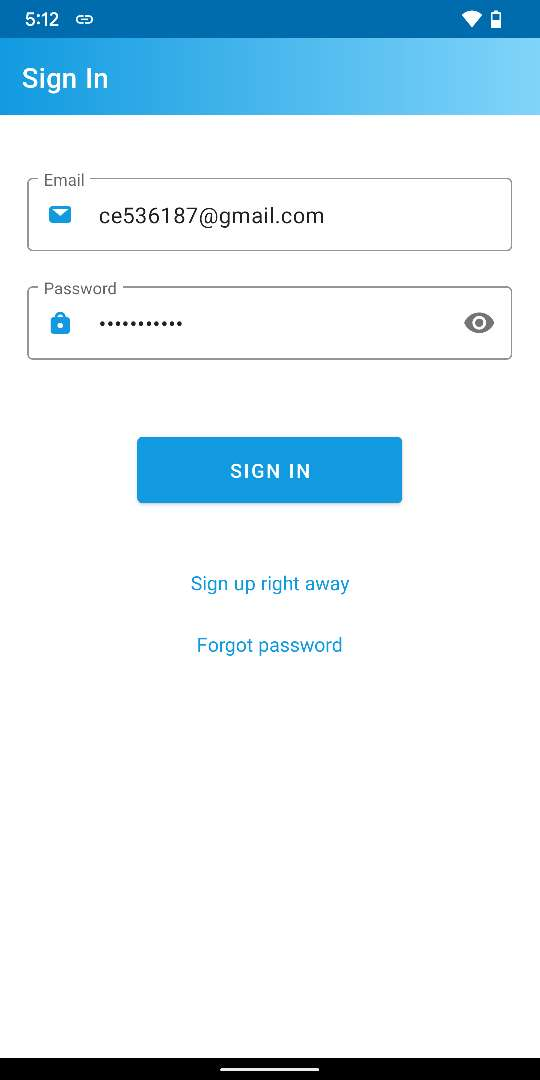 5:12
Sign In
Email
ce536187@gmail.com
Password
•••••••••••
SIGN IN
Sign up right away
Forgot password